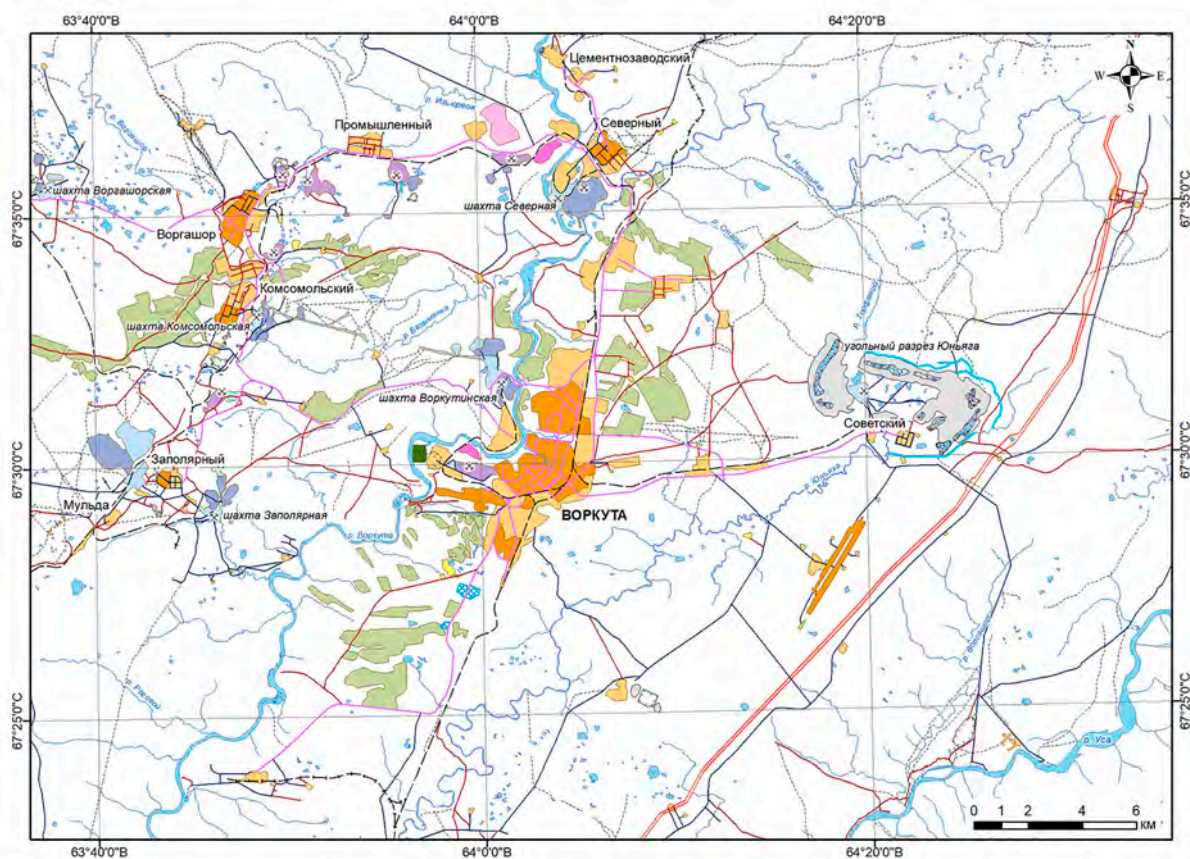 63°40'0"В
64°0'0"В
64°20'0"В
Цементнозаводский
N
W
E
S
Промышленный
Северный
шахта Воргашорская
шахта Северная
67°35'0"С
67°35'0"С
Воргашор
Комсомольский
р. Безымянка
шахта Комсомольская
угольный разрез Юньяга
шахта Воркутинская
Советский
67°30'0"С
67°30'0"С
Заполярный
Мульда
шахта Заполярная
ВОРКУТА
р. Юньяха
р. Воркута
67°25'0"С
67°25'0"С
р. Уса
0 1 2 4 6
КМ
63°40'0"В
64°0'0"В
64°20'0"В